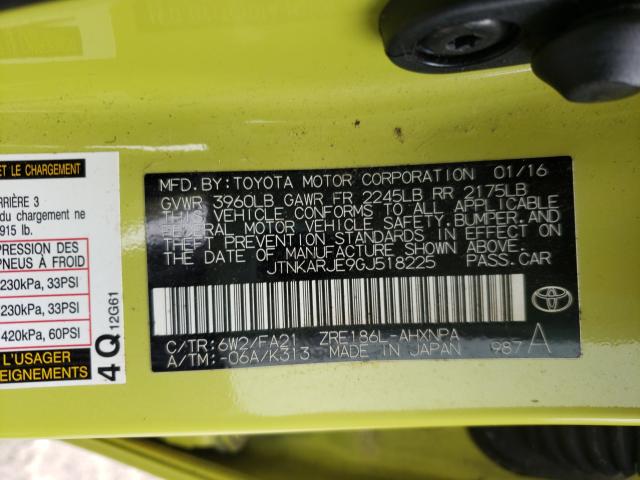 ET LE CHARGEMENT
RRIÈRE 3
du chargement ne
915 lb.
PRESSION DES
PNEUS À FROID
230kPa, 33PSI
230kPa, 33PSI
420kPa, 60PSI
L'USAGER
EIGNEMENTS
4Q 12G61
MFD. BY: TOYOTA MOTOR CORPORATION 01/16
GVWR 3960LB GAWR FR 2245LB RR 2175LB
THIS VEHICLE CONFORMS TO ALL APPLICABLE
FEDERAL MOTOR VEHICLE SAFETY, BUMPER, AND
THEFT PREVENTION STANDARDS IN EFFECT ON
THE DATE OF MANUFACTURE SHOWN ABOVE.
JTNKARJE9GJ518225 PASS. CAR
C/TR: 6W2/FA21 ZRE186L-AHXNPA
A/TM: -06A/K313 MADE IN JAPAN 987 A
TOYOTA